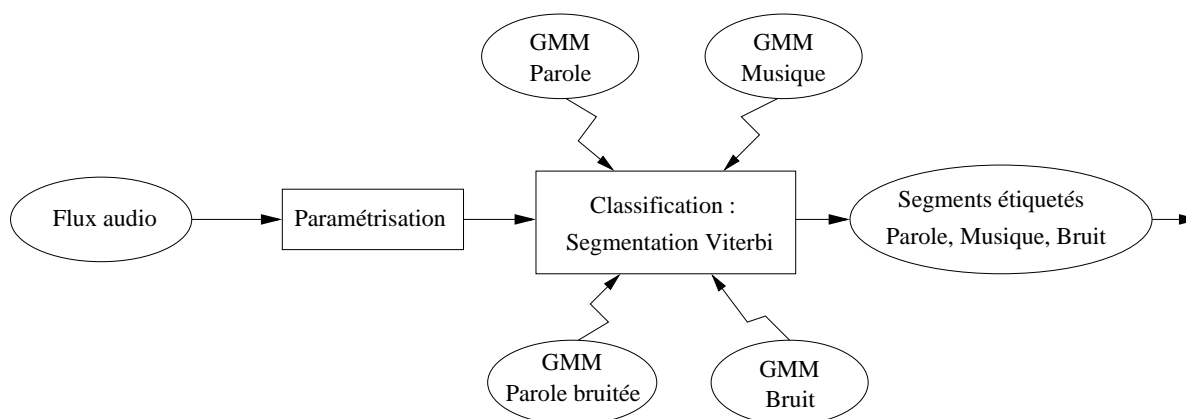 GMM
Parole
GMM
Musique
Flux audio
Paramétrisation
Classification :
Segmentation Viterbi
Segments étiquetés
Parole, Musique, Bruit
GMM
Parole bruitée
GMM
Bruit